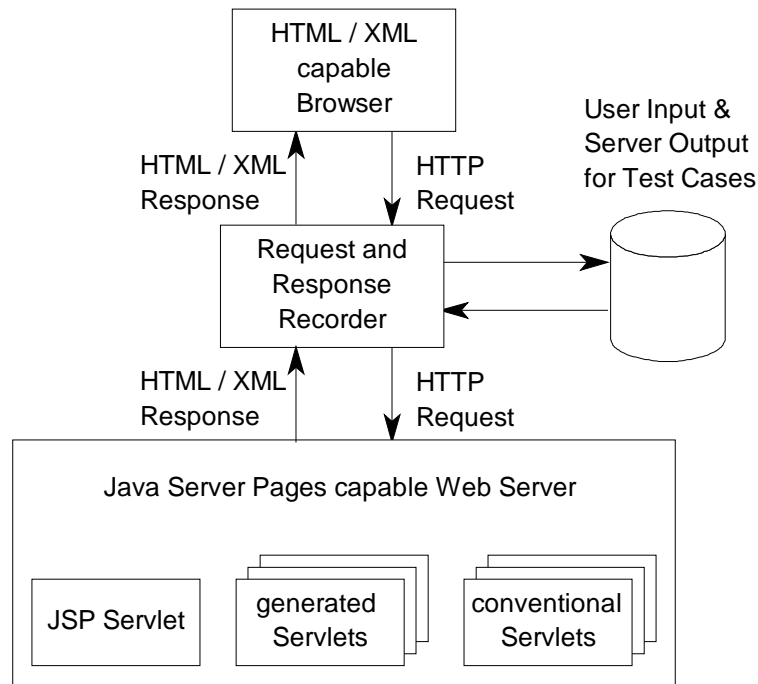 HTML / XML
capable
Browser
User Input &
Server Output
for Test Cases
HTML / XML
Response
HTTP
Request
Request and
Response
Recorder
HTML / XML
Response
HTTP
Request
Java Server Pages capable Web Server
JSP Servlet
generated
Servlets
conventional
Servlets